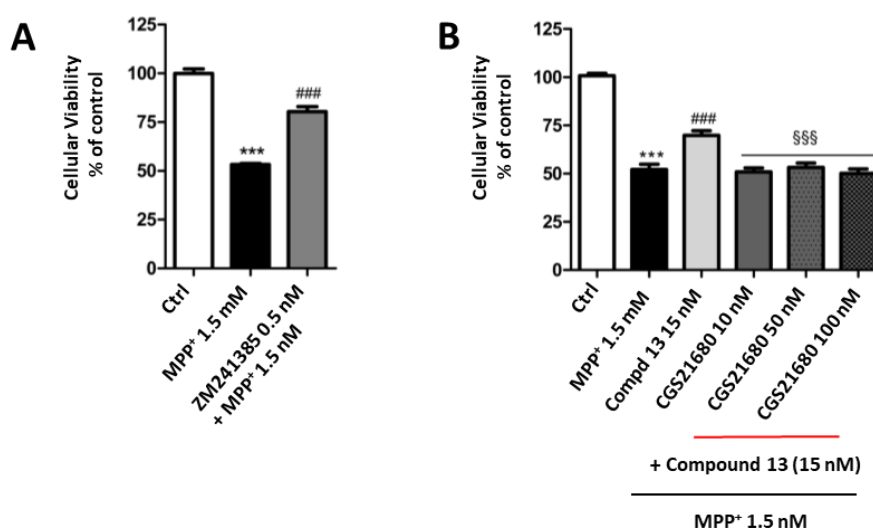 A
Cellular Viability
% of control
125
100
75
50
25
0
***
###
Ctrl
MPP⁺ 1.5 mM
ZM241385 0.5 nM
+ MPP⁺ 1.5 nM
B
Cellular Viability
% of control
125
100
75
50
25
0
***
###
§§§
Ctrl
MPP⁺ 1.5 mM
Compd 13 15 nM
CGS21680 10 nM
CGS21680 50 nM
CGS21680 100 nM
+ Compound 13 (15 nM)
MPP⁺ 1.5 nM